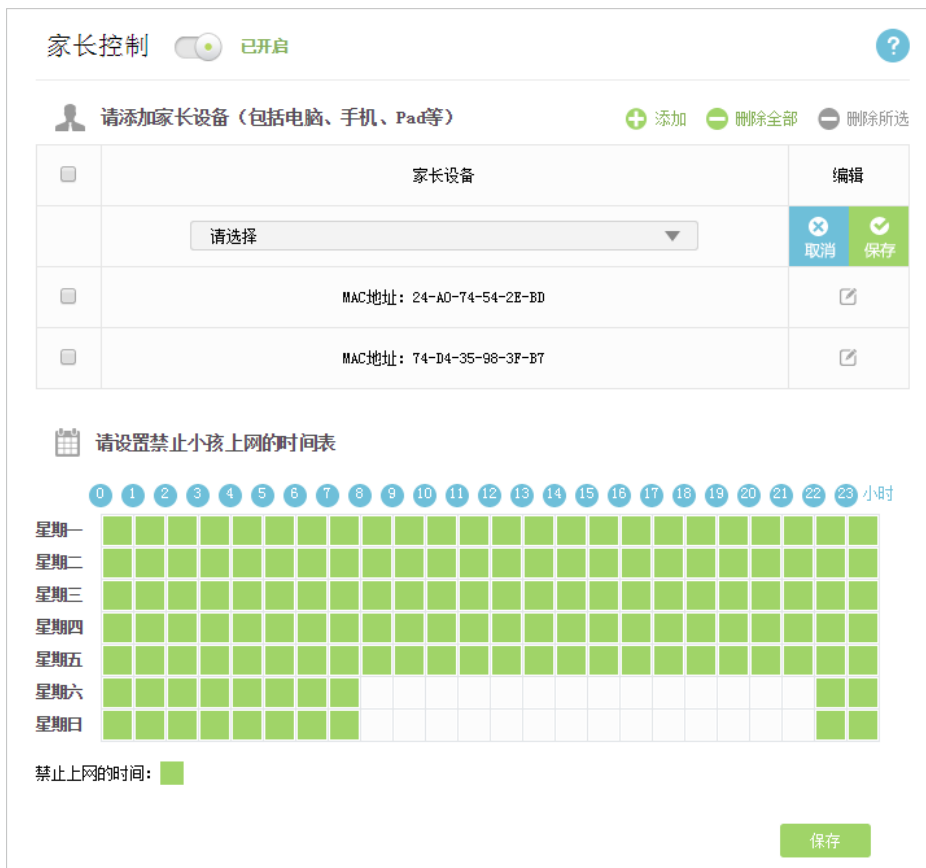 家长控制 已开启 ?
请添加家长设备（包括电脑、手机、Pad等） 添加 删除全部 删除所选
家长设备 编辑
请选择 取消 保存
MAC地址：24-A0-74-54-2E-BD
MAC地址：74-D4-35-98-3F-B7
请设置禁止小孩上网的时间表
0 1 2 3 4 5 6 7 8 9 10 11 12 13 14 15 16 17 18 19 20 21 22 23 小时
星期一
星期二
星期三
星期四
星期五
星期六
星期日
禁止上网的时间：
保存